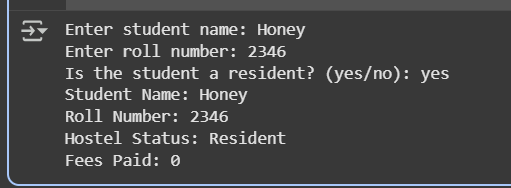 Enter student name: Honey
Enter roll number: 2346
Is the student a resident? (yes/no): yes
Student Name: Honey
Roll Number: 2346
Hostel Status: Resident
Fees Paid: 0